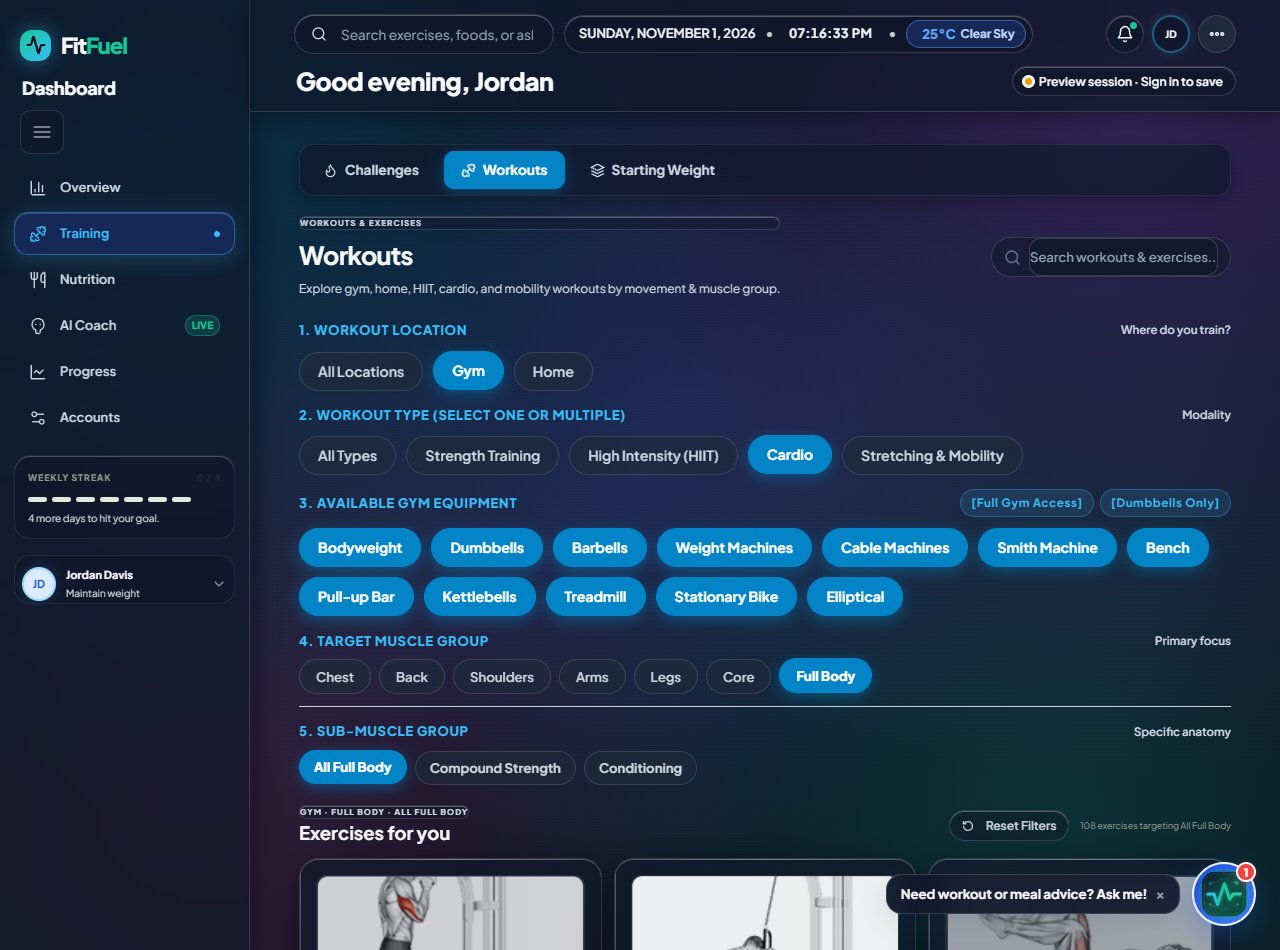 FitFuel
Dashboard
Overview
Training
Nutrition
AI Coach LIVE
Progress
Accounts
WEEKLY STREAK 0 / 4
4 more days to hit your goal.
JD Jordan Davis
Maintain weight
Search exercises, foods, or asl
SUNDAY, NOVEMBER 1, 2026 • 07:16:33 PM • 25°C Clear Sky
JD
Good evening, Jordan
Preview session · Sign in to save
Challenges Workouts Starting Weight
WORKOUTS & EXERCISES
Workouts
Search workouts & exercises..
Explore gym, home, HIIT, cardio, and mobility workouts by movement & muscle group.
1. WORKOUT LOCATION Where do you train?
All Locations Gym Home
2. WORKOUT TYPE (SELECT ONE OR MULTIPLE) Modality
All Types Strength Training High Intensity (HIIT) Cardio Stretching & Mobility
3. AVAILABLE GYM EQUIPMENT [Full Gym Access] [Dumbbells Only]
Bodyweight Dumbbells Barbells Weight Machines Cable Machines Smith Machine Bench
Pull-up Bar Kettlebells Treadmill Stationary Bike Elliptical
4. TARGET MUSCLE GROUP Primary focus
Chest Back Shoulders Arms Legs Core Full Body
5. SUB-MUSCLE GROUP Specific anatomy
All Full Body Compound Strength Conditioning
GYM · FULL BODY · ALL FULL BODY
Exercises for you
Reset Filters 108 exercises targeting All Full Body
Need workout or meal advice? Ask me! ×
1